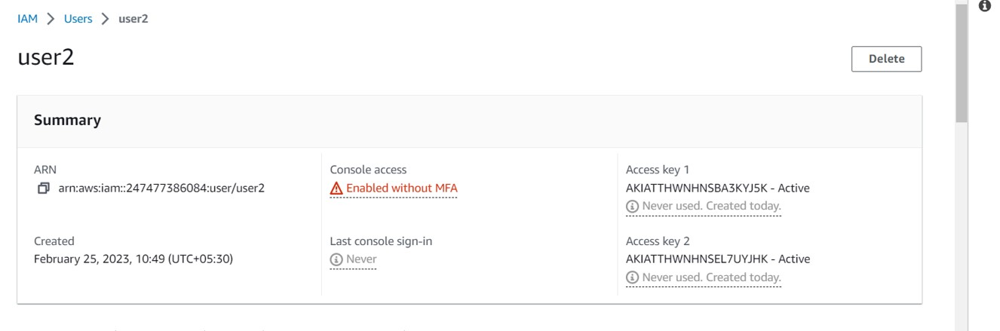 IAM > Users > user2
user2
Delete
Summary
ARN
arn:aws:iam::247477386084:user/user2
Created
February 25, 2023, 10:49 (UTC+05:30)
Console access
Enabled without MFA
Last console sign-in
Never
Access key 1
AKIATTHWNHNSBA3KYJ5K - Active
Never used. Created today.
Access key 2
AKIATTHWNHNSEL7UYJHK - Active
Never used. Created today.